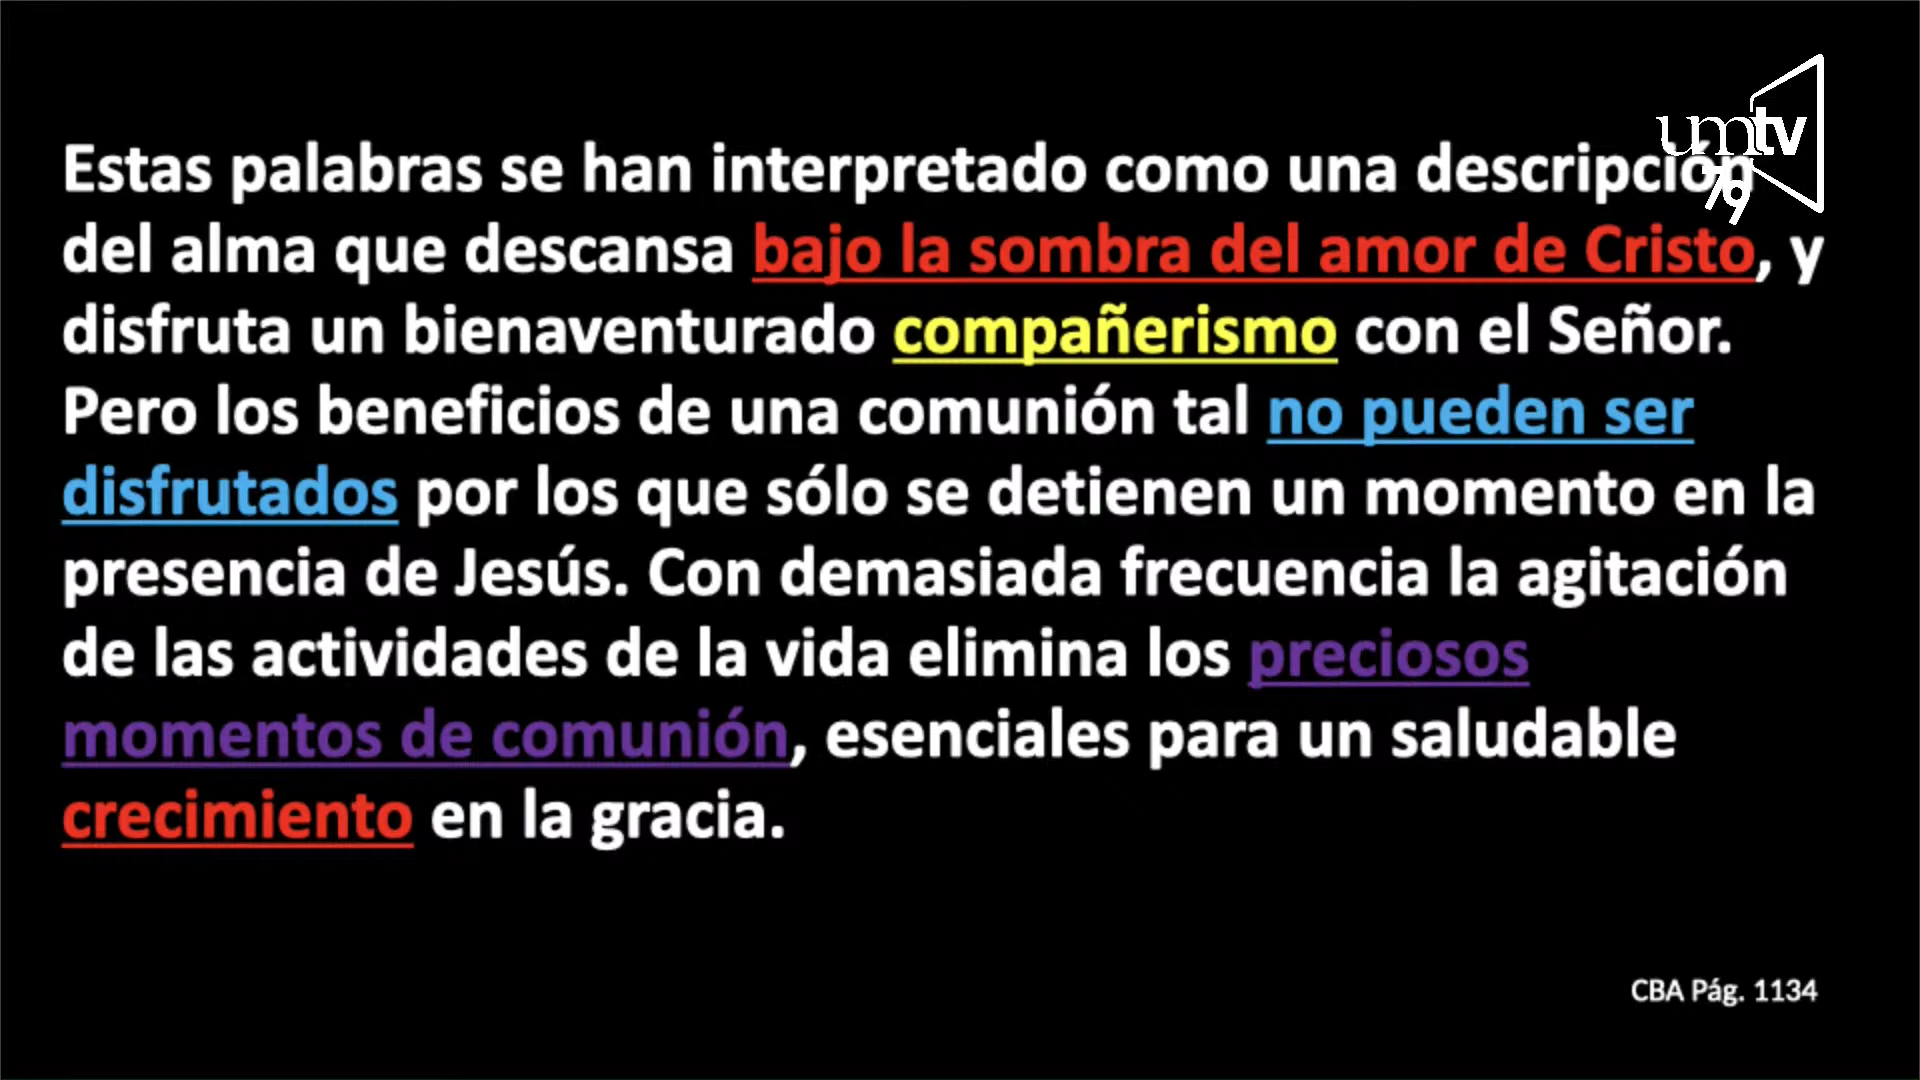 umtv
79
Estas palabras se han interpretado como una descripción
del alma que descansa bajo la sombra del amor de Cristo, y
disfruta un bienaventurado compañerismo con el Señor.
Pero los beneficios de una comunión tal no pueden ser
disfrutados por los que sólo se detienen un momento en la
presencia de Jesús. Con demasiada frecuencia la agitación
de las actividades de la vida elimina los preciosos
momentos de comunión, esenciales para un saludable
crecimiento en la gracia.
CBA Pág. 1134